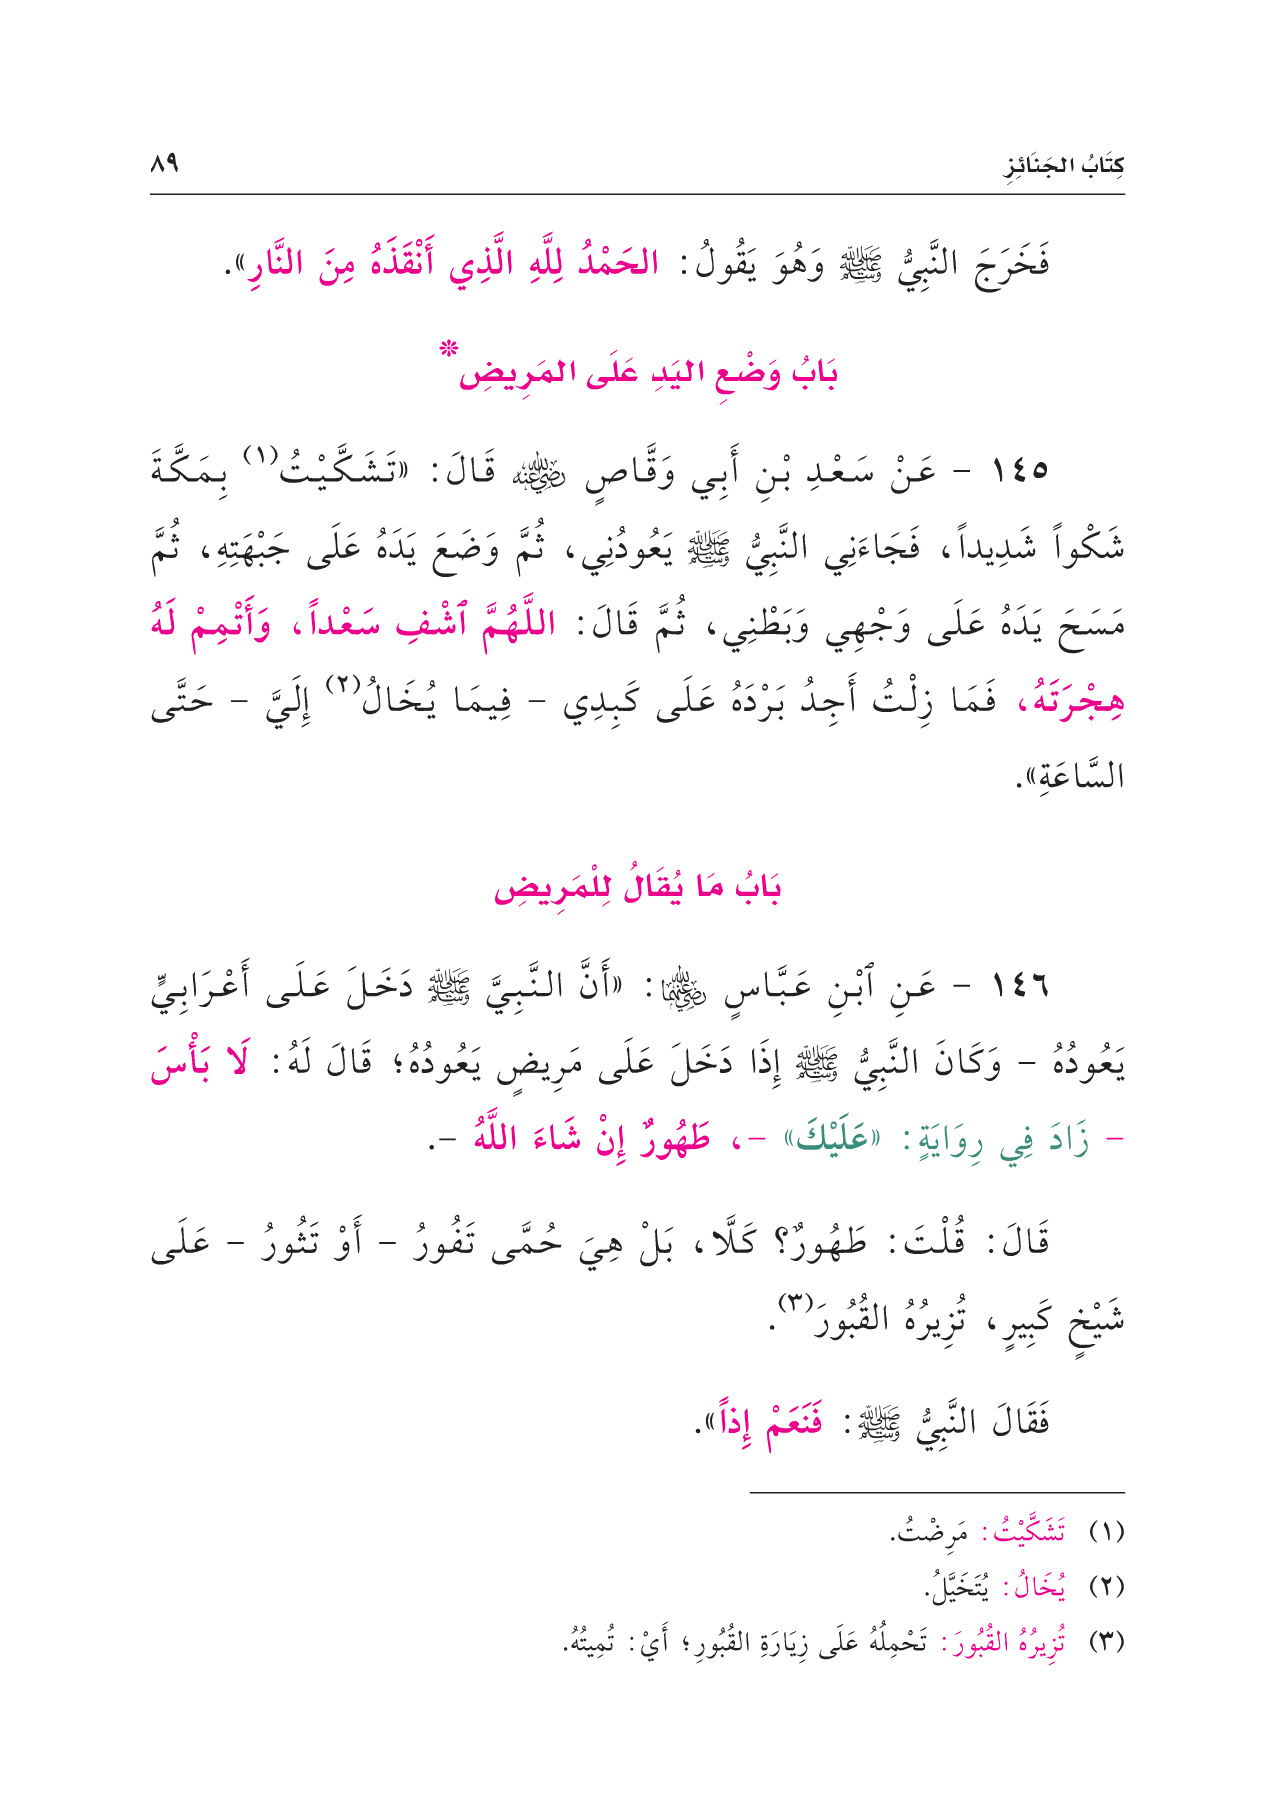 كِتَابُ الجَنَائِزِ ٨٩
فَخَرَجَ النَّبِيُّ ﷺ وَهُوَ يَقُولُ: الحَمْدُ لِلَّهِ الَّذِي أَنْقَذَهُ مِنَ النَّارِ».
بَابُ وَضْعِ اليَدِ عَلَى المَرِيضِ*
١٤٥ - عَنْ سَعْدِ بْنِ أَبِي وَقَّاصٍ رضي الله عنه قَالَ: «تَشَكَّيْتُ(١) بِمَكَّةَ
شَكْواً شَدِيداً، فَجَاءَنِي النَّبِيُّ ﷺ يَعُودُنِي، ثُمَّ وَضَعَ يَدَهُ عَلَى جَبْهَتِهِ، ثُمَّ
مَسَحَ يَدَهُ عَلَى وَجْهِي وَبَطْنِي، ثُمَّ قَالَ: اللَّهُمَّ ٱشْفِ سَعْداً، وَأَتْمِمْ لَهُ
هِجْرَتَهُ، فَمَا زِلْتُ أَجِدُ بَرْدَهُ عَلَى كَبِدِي - فِيمَا يُخَالُ(٢) إِلَيَّ - حَتَّى
السَّاعَةِ».
بَابُ مَا يُقَالُ لِلْمَرِيضِ
١٤٦ - عَنِ ٱبْنِ عَبَّاسٍ رضي الله عنهما: «أَنَّ النَّبِيَّ ﷺ دَخَلَ عَلَى أَعْرَابِيٍّ
يَعُودُهُ - وَكَانَ النَّبِيُّ ﷺ إِذَا دَخَلَ عَلَى مَرِيضٍ يَعُودُهُ؛ قَالَ لَهُ: لَا بَأْسَ
- زَادَ فِي رِوَايَةٍ: «عَلَيْكَ» -، طَهُورٌ إِنْ شَاءَ اللَّهُ -.
قَالَ: قُلْتَ: طَهُورٌ؟ كَلَّا، بَلْ هِيَ حُمَّى تَفُورُ - أَوْ تَثُورُ - عَلَى
شَيْخٍ كَبِيرٍ، تُزِيرُهُ القُبُورَ(٣).
فَقَالَ النَّبِيُّ ﷺ: فَنَعَمْ إِذاً».
(١) تَشَكَّيْتُ: مَرِضْتُ.
(٢) يُخَالُ: يُتَخَيَّلُ.
(٣) تُزِيرُهُ القُبُورَ: تَحْمِلُهُ عَلَى زِيَارَةِ القُبُورِ؛ أَيْ: تُمِيتُهُ.